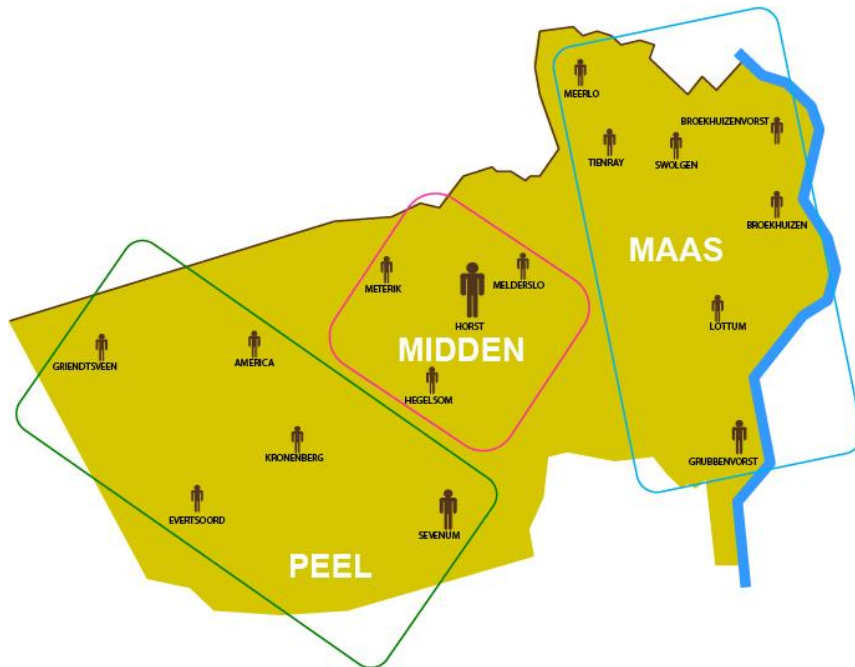 MEERLO
BROEKHUIZENVORST
TIENRAY
SWOLGEN
BROEKHUIZEN
MAAS
METERIK
MELDERSLO
HORST
LOTTUM
MIDDEN
GRIENDTSVEEN
AMERICA
HEGELSOM
KRONENBERG
GRUBBENVORST
EVERTSOORD
SEVENUM
PEEL